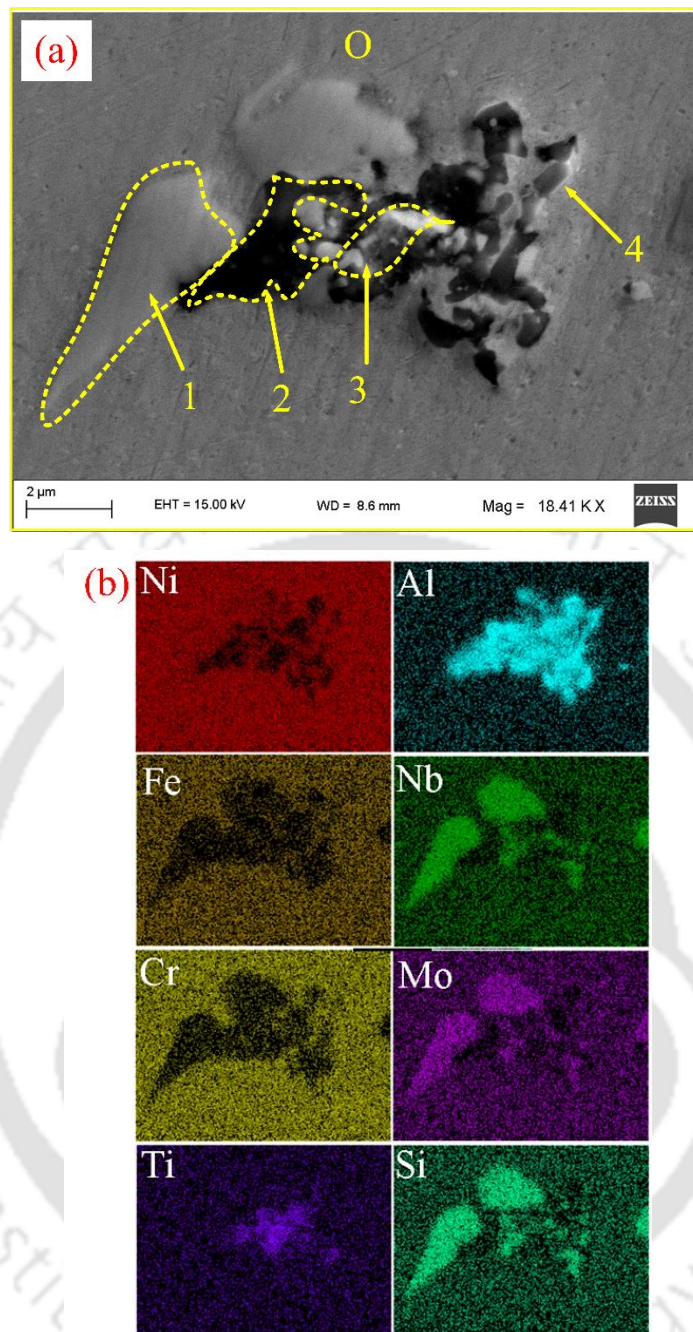 (a)
O
1
2
3
4
2 µm
EHT = 15.00 kV
WD = 8.6 mm
Mag = 18.41 K X
ZEISS
(b)
Ni
Al
Fe
Nb
Cr
Mo
Ti
Si